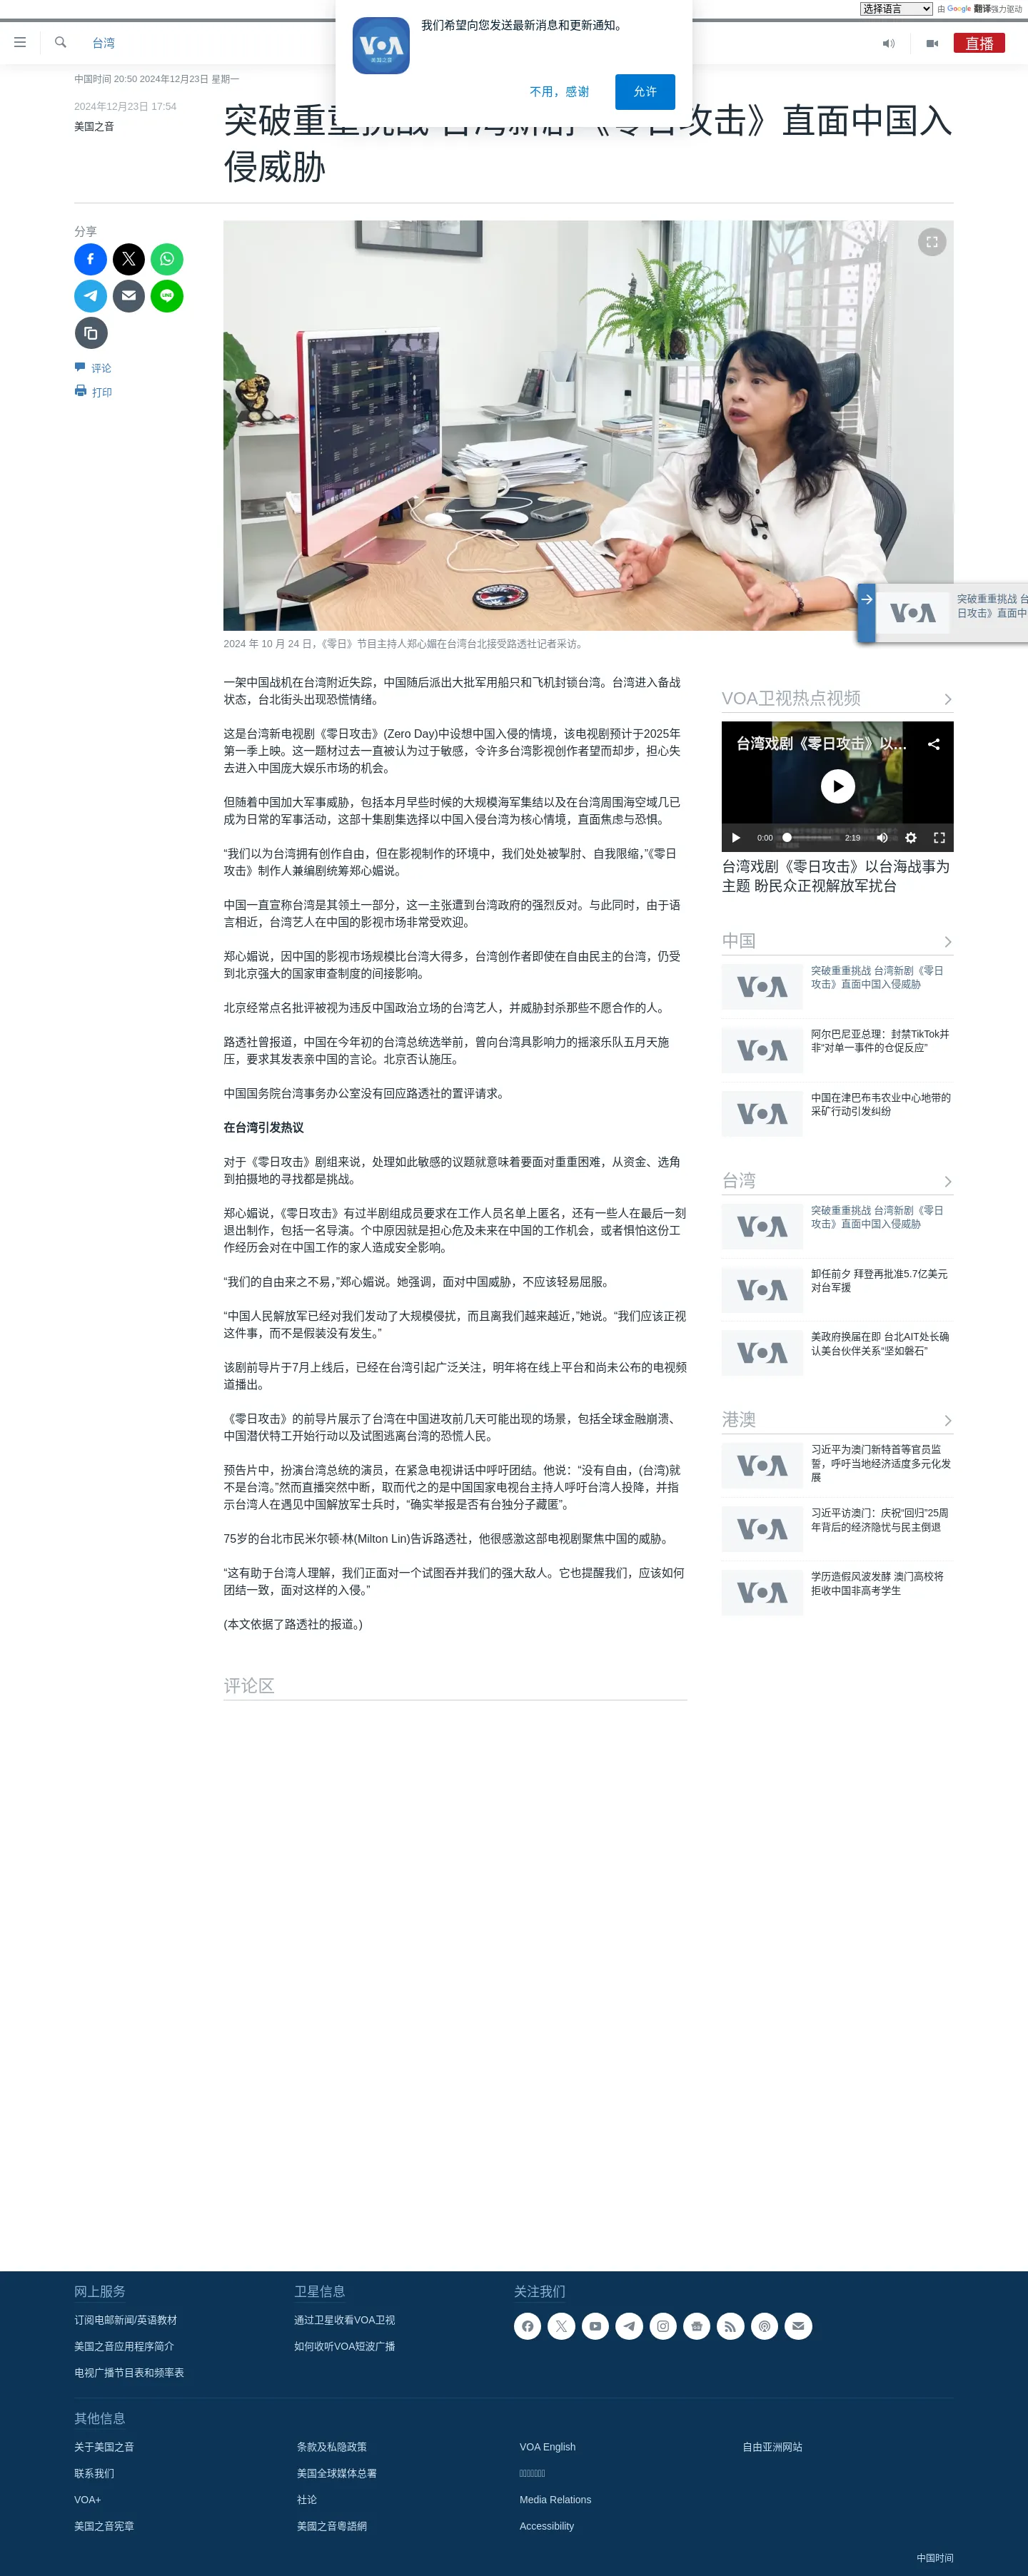 选择语言
由 Google 翻译强力驱动
我们希望向您发送最新消息和更新通知。
VOA
美国之音
不用，感谢
允许
台湾
直播
中国时间 20:50 2024年12月23日 星期一
2024年12月23日 17:54
美国之音
突破重重挑战 台湾新剧《零日攻击》直面中国入
侵威胁
分享
评论
打印
2024 年 10 月 24 日，《零日》节目主持人郑心媚在台湾台北接受路透社记者采访。
突破重重挑战 台
日攻击》直面中
VOA
一架中国战机在台湾附近失踪，中国随后派出大批军用船只和飞机封锁台湾。台湾进入备战
状态，台北街头出现恐慌情绪。
这是台湾新电视剧《零日攻击》(Zero Day)中设想中国入侵的情境，该电视剧预计于2025年
第一季上映。这一题材过去一直被认为过于敏感，令许多台湾影视创作者望而却步，担心失
去进入中国庞大娱乐市场的机会。
但随着中国加大军事威胁，包括本月早些时候的大规模海军集结以及在台湾周围海空域几已
成为日常的军事活动，这部十集剧集选择以中国入侵台湾为核心情境，直面焦虑与恐惧。
“我们以为台湾拥有创作自由，但在影视制作的环境中，我们处处被掣肘、自我限缩，”《零日
攻击》制作人兼编剧统筹郑心媚说。
中国一直宣称台湾是其领土一部分，这一主张遭到台湾政府的强烈反对。与此同时，由于语
言相近，台湾艺人在中国的影视市场非常受欢迎。
郑心媚说，因中国的影视市场规模比台湾大得多，台湾创作者即使在自由民主的台湾，仍受
到北京强大的国家审查制度的间接影响。
北京经常点名批评被视为违反中国政治立场的台湾艺人，并威胁封杀那些不愿合作的人。
路透社曾报道，中国在今年初的台湾总统选举前，曾向台湾具影响力的摇滚乐队五月天施
压，要求其发表亲中国的言论。北京否认施压。
中国国务院台湾事务办公室没有回应路透社的置评请求。
在台湾引发热议
对于《零日攻击》剧组来说，处理如此敏感的议题就意味着要面对重重困难，从资金、选角
到拍摄地的寻找都是挑战。
郑心媚说，《零日攻击》有过半剧组成员要求在工作人员名单上匿名，还有一些人在最后一刻
退出制作，包括一名导演。个中原因就是担心危及未来在中国的工作机会，或者惧怕这份工
作经历会对在中国工作的家人造成安全影响。
“我们的自由来之不易，”郑心媚说。她强调，面对中国威胁，不应该轻易屈服。
“中国人民解放军已经对我们发动了大规模侵扰，而且离我们越来越近，”她说。“我们应该正视
这件事，而不是假装没有发生。”
该剧前导片于7月上线后，已经在台湾引起广泛关注，明年将在线上平台和尚未公布的电视频
道播出。
《零日攻击》的前导片展示了台湾在中国进攻前几天可能出现的场景，包括全球金融崩溃、
中国潜伏特工开始行动以及试图逃离台湾的恐慌人民。
预告片中，扮演台湾总统的演员，在紧急电视讲话中呼吁团结。他说：“没有自由，(台湾)就
不是台湾。”然而直播突然中断，取而代之的是中国国家电视台主持人呼吁台湾人投降，并指
示台湾人在遇见中国解放军士兵时，“确实举报是否有台独分子藏匿”。
75岁的台北市民米尔顿·林(Milton Lin)告诉路透社，他很感激这部电视剧聚焦中国的威胁。
“这有助于台湾人理解，我们正面对一个试图吞并我们的强大敌人。它也提醒我们，应该如何
团结一致，面对这样的入侵。”
(本文依据了路透社的报道。)
评论区
VOA卫视热点视频
台湾戏剧《零日攻击》以...
0:00
2:19
台湾戏剧《零日攻击》以台海战事为
主题 盼民众正视解放军扰台
中国
VOA
突破重重挑战 台湾新剧《零日
攻击》直面中国入侵威胁
VOA
阿尔巴尼亚总理：封禁TikTok并
非“对单一事件的仓促反应”
VOA
中国在津巴布韦农业中心地带的
采矿行动引发纠纷
台湾
VOA
突破重重挑战 台湾新剧《零日
攻击》直面中国入侵威胁
VOA
卸任前夕 拜登再批准5.7亿美元
对台军援
VOA
美政府换届在即 台北AIT处长确
认美台伙伴关系“坚如磐石”
港澳
VOA
习近平为澳门新特首等官员监
誓，呼吁当地经济适度多元化发
展
VOA
习近平访澳门：庆祝“回归”25周
年背后的经济隐忧与民主倒退
VOA
学历造假风波发酵 澳门高校将
拒收中国非高考学生
网上服务
订阅电邮新闻/英语教材
美国之音应用程序简介
电视广播节目表和频率表
卫星信息
通过卫星收看VOA卫视
如何收听VOA短波广播
关注我们
其他信息
关于美国之音
条款及私隐政策
VOA English
自由亚洲网站
联系我们
美国全球媒体总署
VOA+
社论
Media Relations
美国之音宪章
美國之音粵語網
Accessibility
中国时间